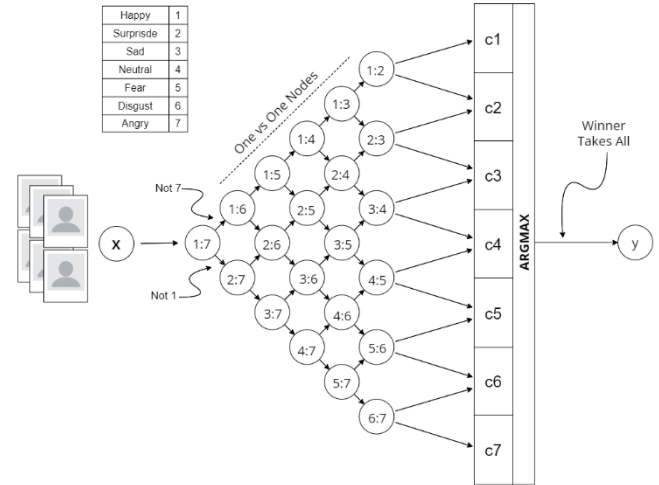 Happy 1
Surprisde 2
Sad 3
Neutral 4
Fear 5
Disgust 6
Angry 7
One vs One Nodes
Not 7
Not 1
X
1:7
1:6
2:7
1:5
2:6
3:7
1:4
2:5
3:6
4:7
1:3
2:4
3:5
4:6
5:7
1:2
2:3
3:4
4:5
5:6
6:7
c1
c2
c3
c4
c5
c6
c7
ARGMAX
Winner
Takes All
y